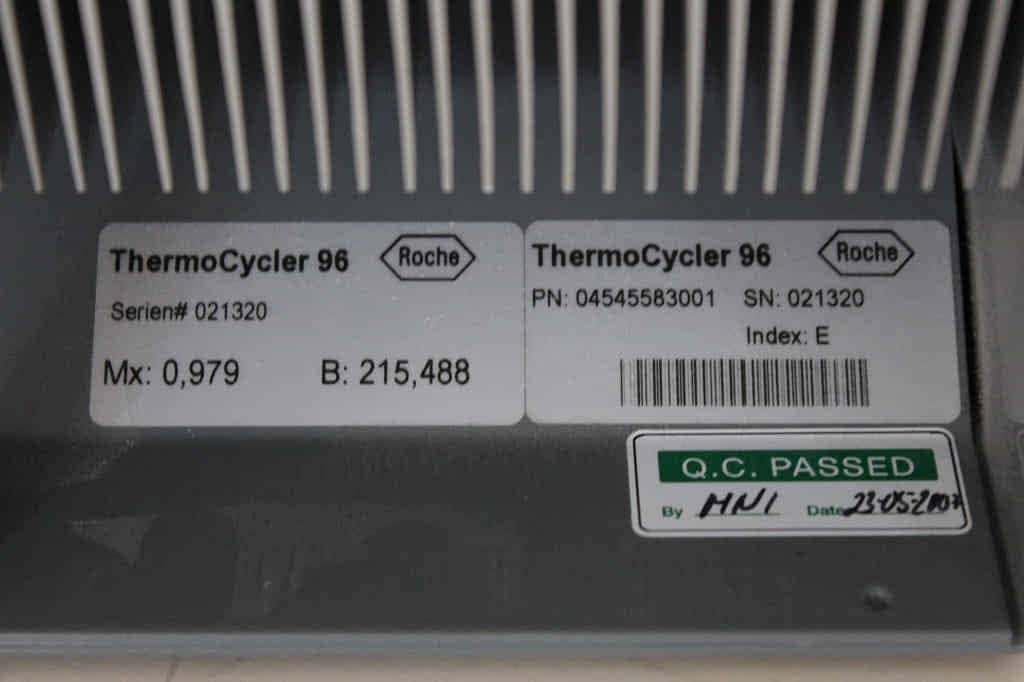 ThermoCycler 96 Roche
Serien# 021320
Mx: 0,979 B: 215,488
ThermoCycler 96 Roche
PN: 04545583001 SN: 021320
Index: E
Q.C. PASSED
By HNI Date 23-05-2007